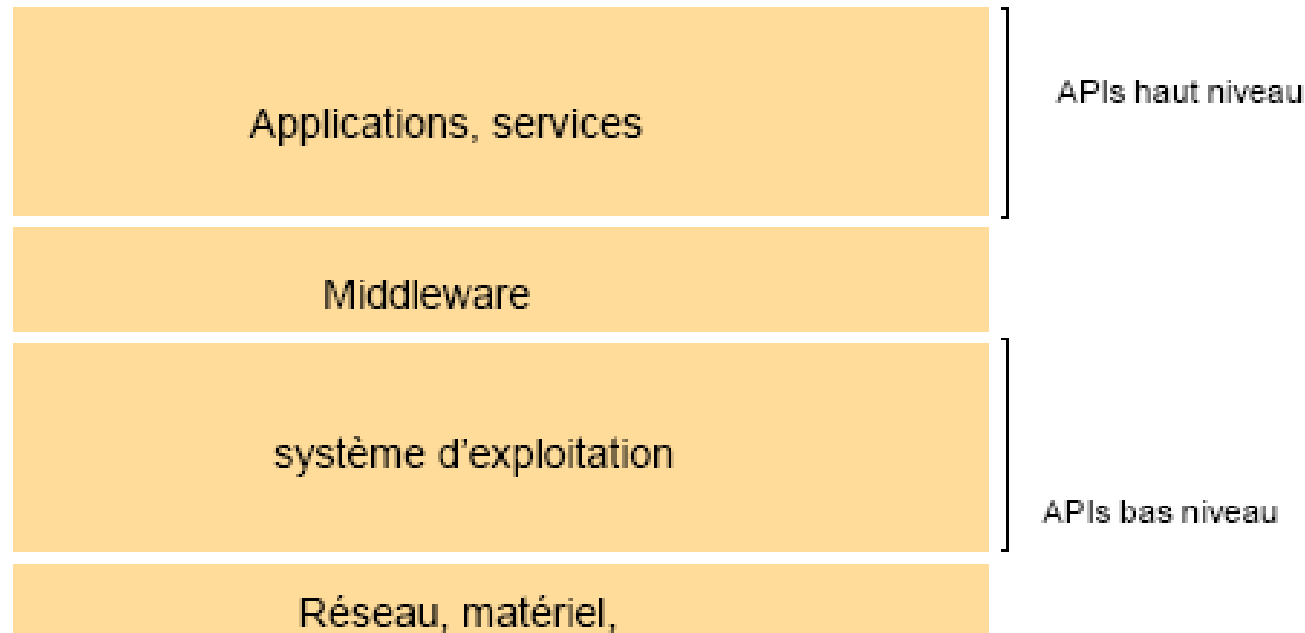 Applications, services
APIs haut niveau
Middleware
système d'exploitation
APIs bas niveau
Réseau, matériel,